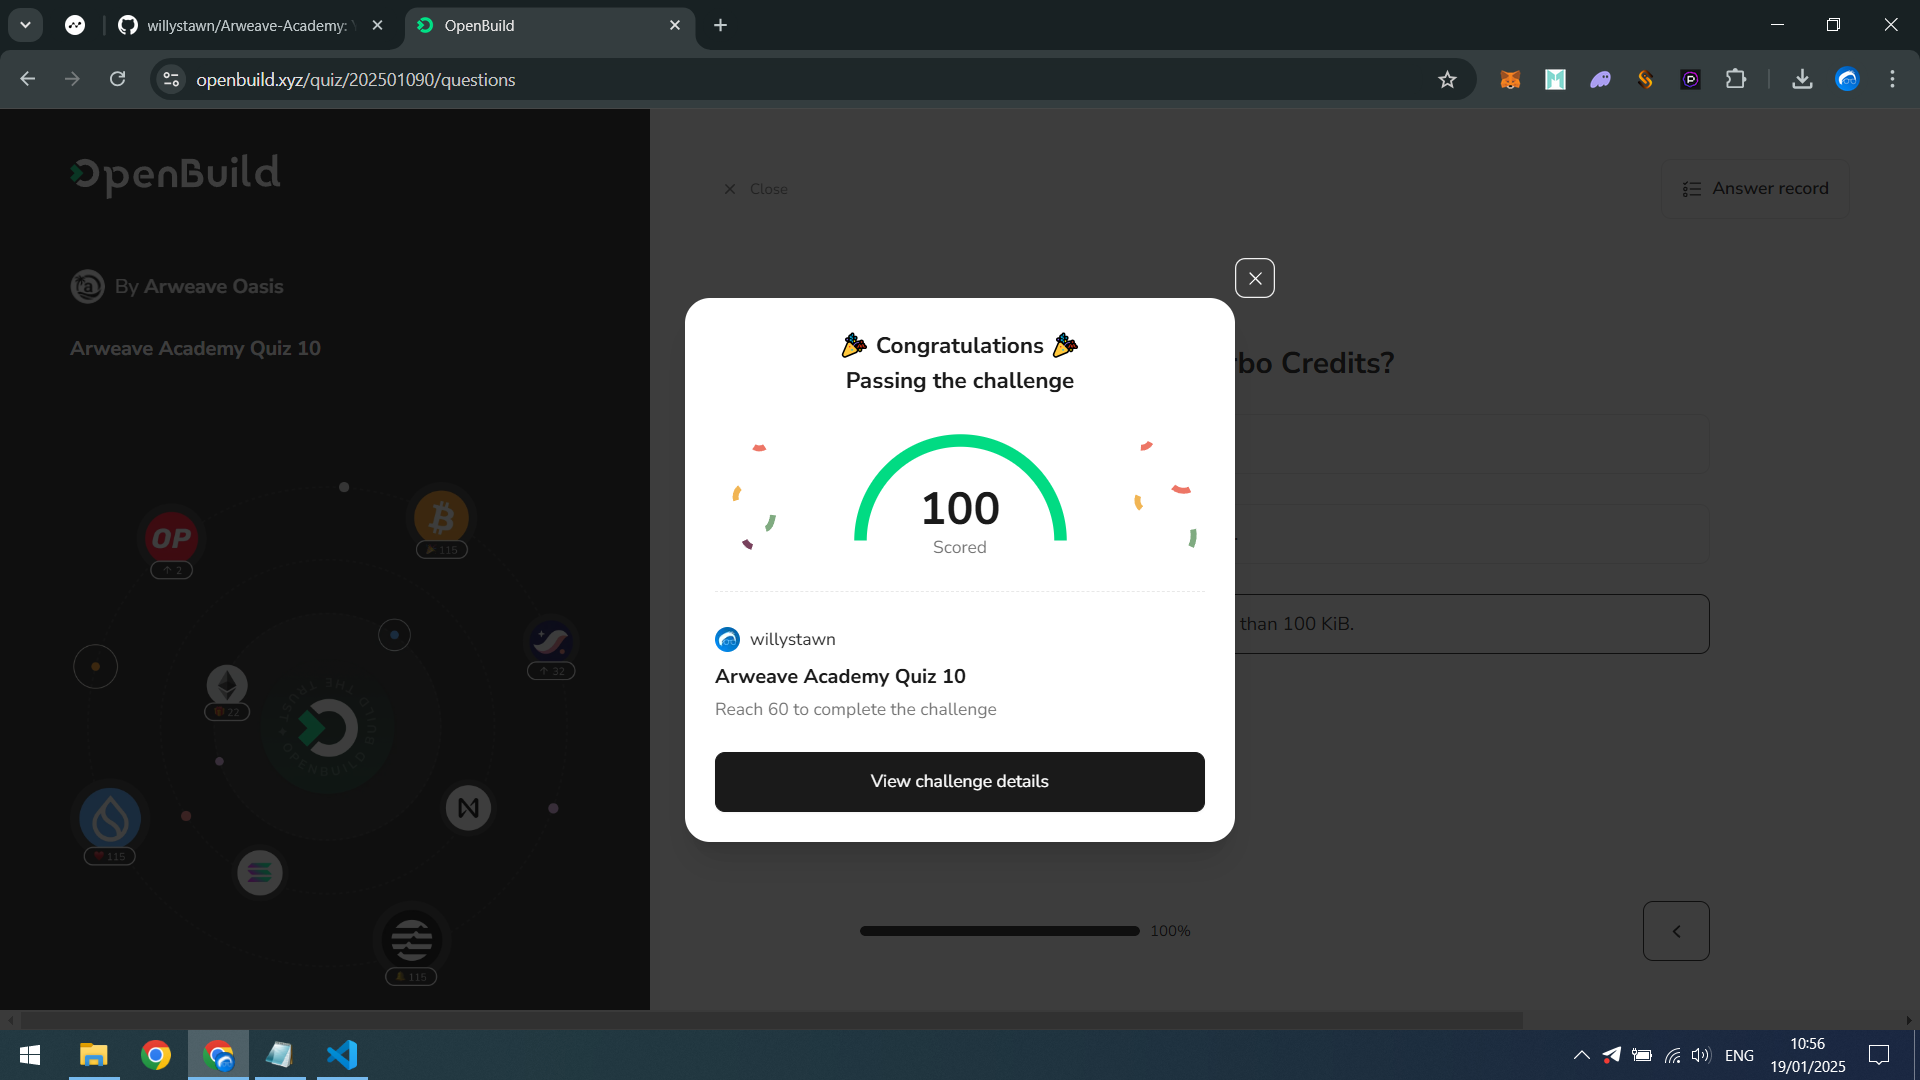 willystawn/Arweave-Academy:
OpenBuild
openbuild.xyz/quiz/202501090/questions
OpenBuild
Close
Answer record
By Arweave Oasis
Arweave Academy Quiz 10
rbo Credits?
Congratulations
Passing the challenge
100
Scored
than 100 KiB.
willystawn
Arweave Academy Quiz 10
Reach 60 to complete the challenge
View challenge details
100%
OP
2
115
32
22
115
115
ENG
10:56
19/01/2025